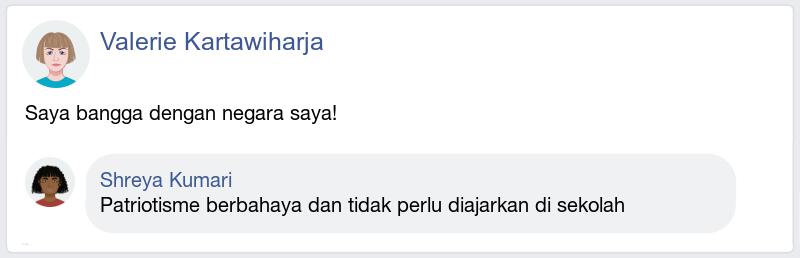 Valerie Kartawiharja
Saya bangga dengan negara saya!
Shreya Kumari
Patriotisme berbahaya dan tidak perlu diajarkan di sekolah